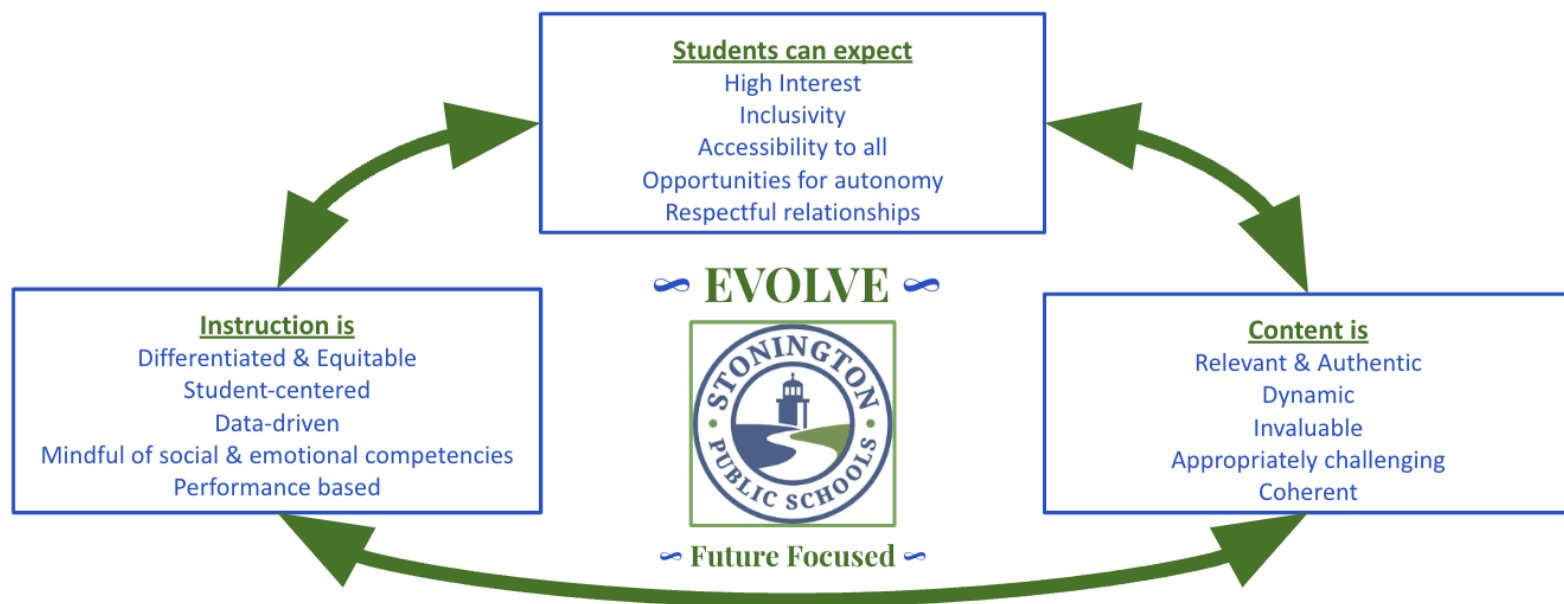 Students can expect
High Interest
Inclusivity
Accessibility to all
Opportunities for autonomy
Respectful relationships
Instruction is
Differentiated & Equitable
Student-centered
Data-driven
Mindful of social & emotional competencies
Performance based
EVOLVE
STONINGTON
PUBLIC SCHOOLS
Future Focused
Content is
Relevant & Authentic
Dynamic
Invaluable
Appropriately challenging
Coherent